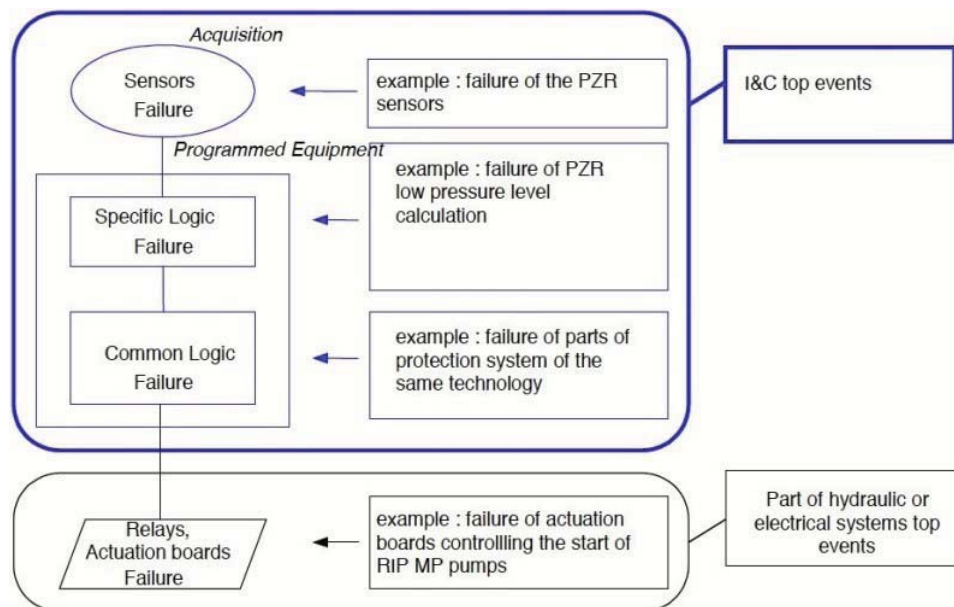 Acquisition
Sensors
Failure
example : failure of the PZR
sensors
I&C top events
Programmed Equipment
example : failure of PZR
low pressure level
calculation
Specific Logic
Failure
example : failure of parts of
protection system of the
same technology
Common Logic
Failure
Relays,
Actuation boards
Failure
example : failure of actuation
boards controllling the start of
RIP MP pumps
Part of hydraulic or
electrical systems top
events